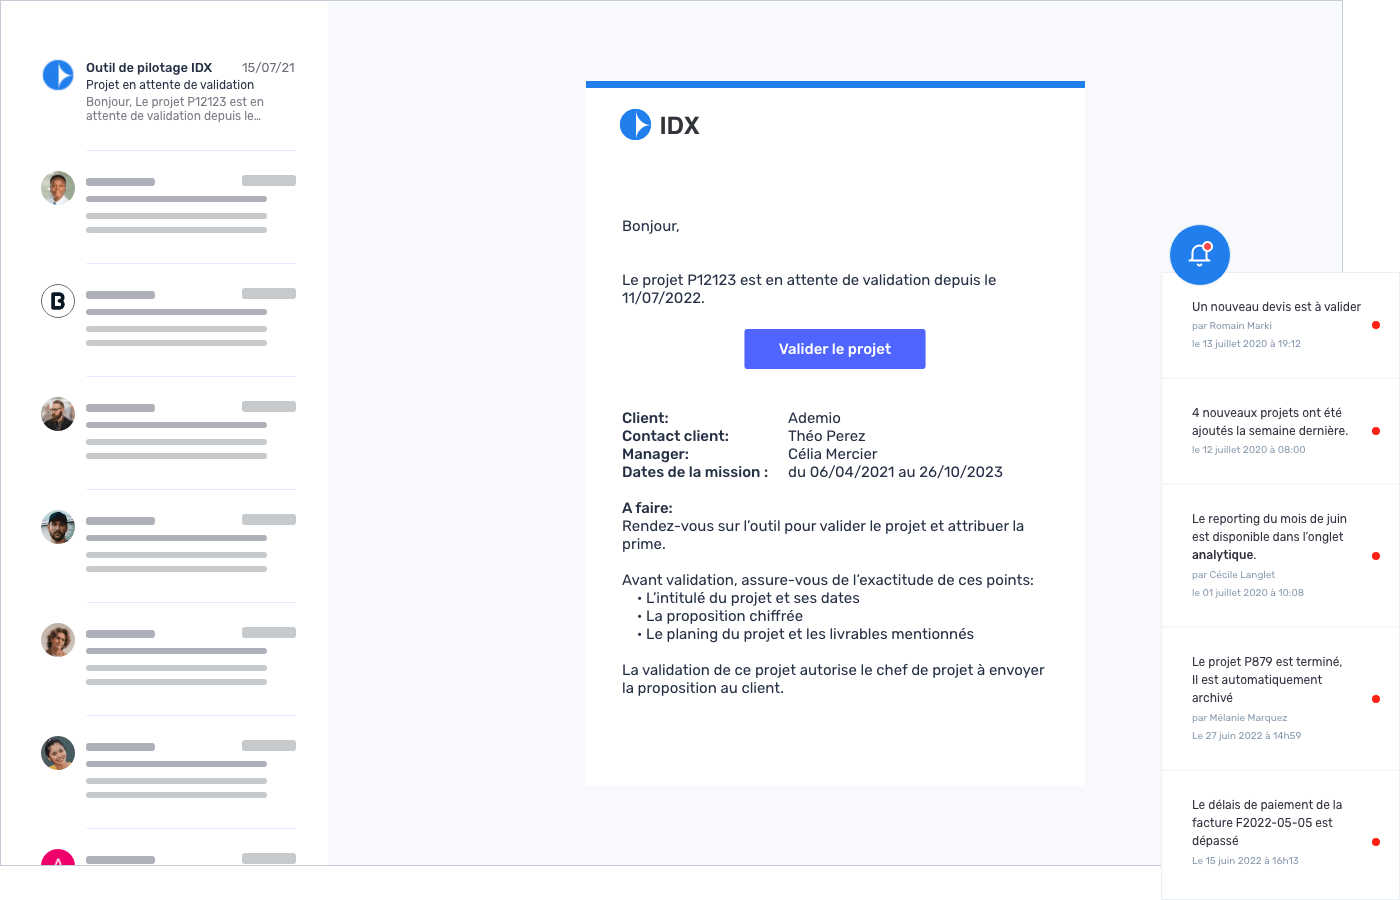 Outil de pilotage IDX 15/07/21
Projet en attente de validation
Bonjour, Le projet P12123 est en
attente de validation depuis le…
B
A
IDX
Bonjour,
Le projet P12123 est en attente de validation depuis le
11/07/2022.
Valider le projet
Client: Ademio
Contact client: Théo Perez
Manager: Célia Mercier
Dates de la mission : du 06/04/2021 au 26/10/2023
A faire:
Rendez-vous sur l’outil pour valider le projet et attribuer la
prime.
Avant validation, assure-vous de l’exactitude de ces points:
• L’intitulé du projet et ses dates
• La proposition chiffrée
• Le planing du projet et les livrables mentionnés
La validation de ce projet autorise le chef de projet à envoyer
la proposition au client.
Un nouveau devis est à valider
par Romain Marki
le 13 juillet 2020 à 19:12
4 nouveaux projets ont été
ajoutés la semaine dernière.
le 12 juillet 2020 à 08:00
Le reporting du mois de juin
est disponible dans l’onglet
analytique.
par Cécile Langlet
le 01 juillet 2020 à 10:08
Le projet P879 est terminé,
Il est automatiquement
archivé
par Mélanie Marquez
Le 27 juin 2022 à 14h59
Le délais de paiement de la
facture F2022-05-05 est
dépassé
Le 15 juin 2022 à 16h13